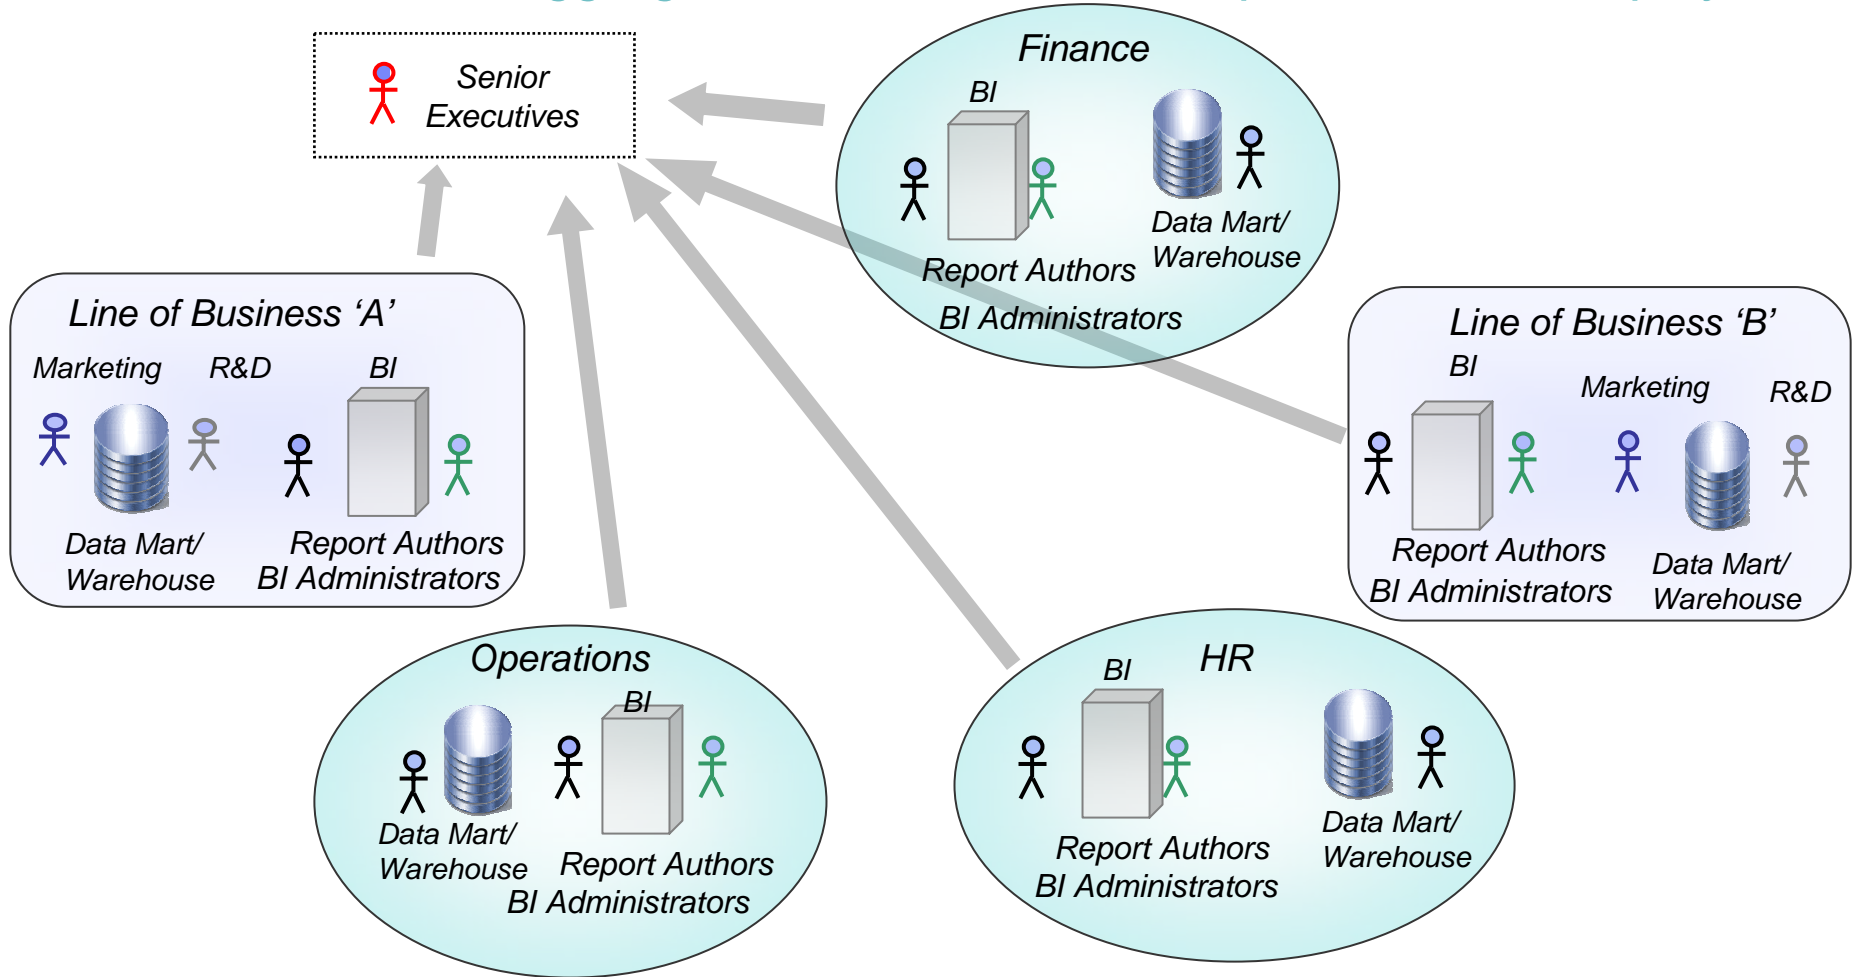 Senior
Executives
Finance
BI
Data Mart/
Warehouse
Report Authors
BI Administrators
Line of Business ‘A’
Marketing R&D BI
Data Mart/
Warehouse
Report Authors
BI Administrators
Line of Business ‘B’
BI
Marketing R&D
Report Authors
BI Administrators
Data Mart/
Warehouse
Operations
BI
Data Mart/
Warehouse
Report Authors
BI Administrators
HR
BI
Report Authors
BI Administrators
Data Mart/
Warehouse